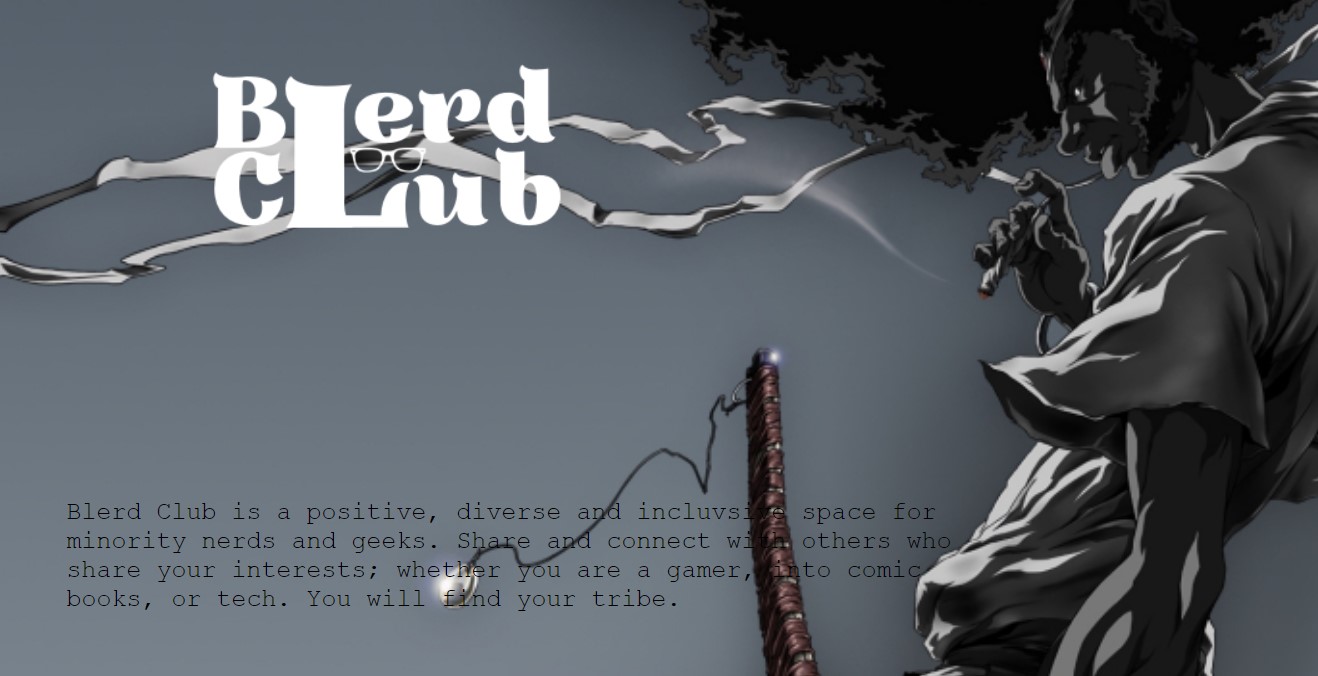 Blerd
Club
Blerd Club is a positive, diverse and incluvsive space for
minority nerds and geeks. Share and connect with others who
share your interests; whether you are a gamer, into comic
books, or tech. You will find your tribe.